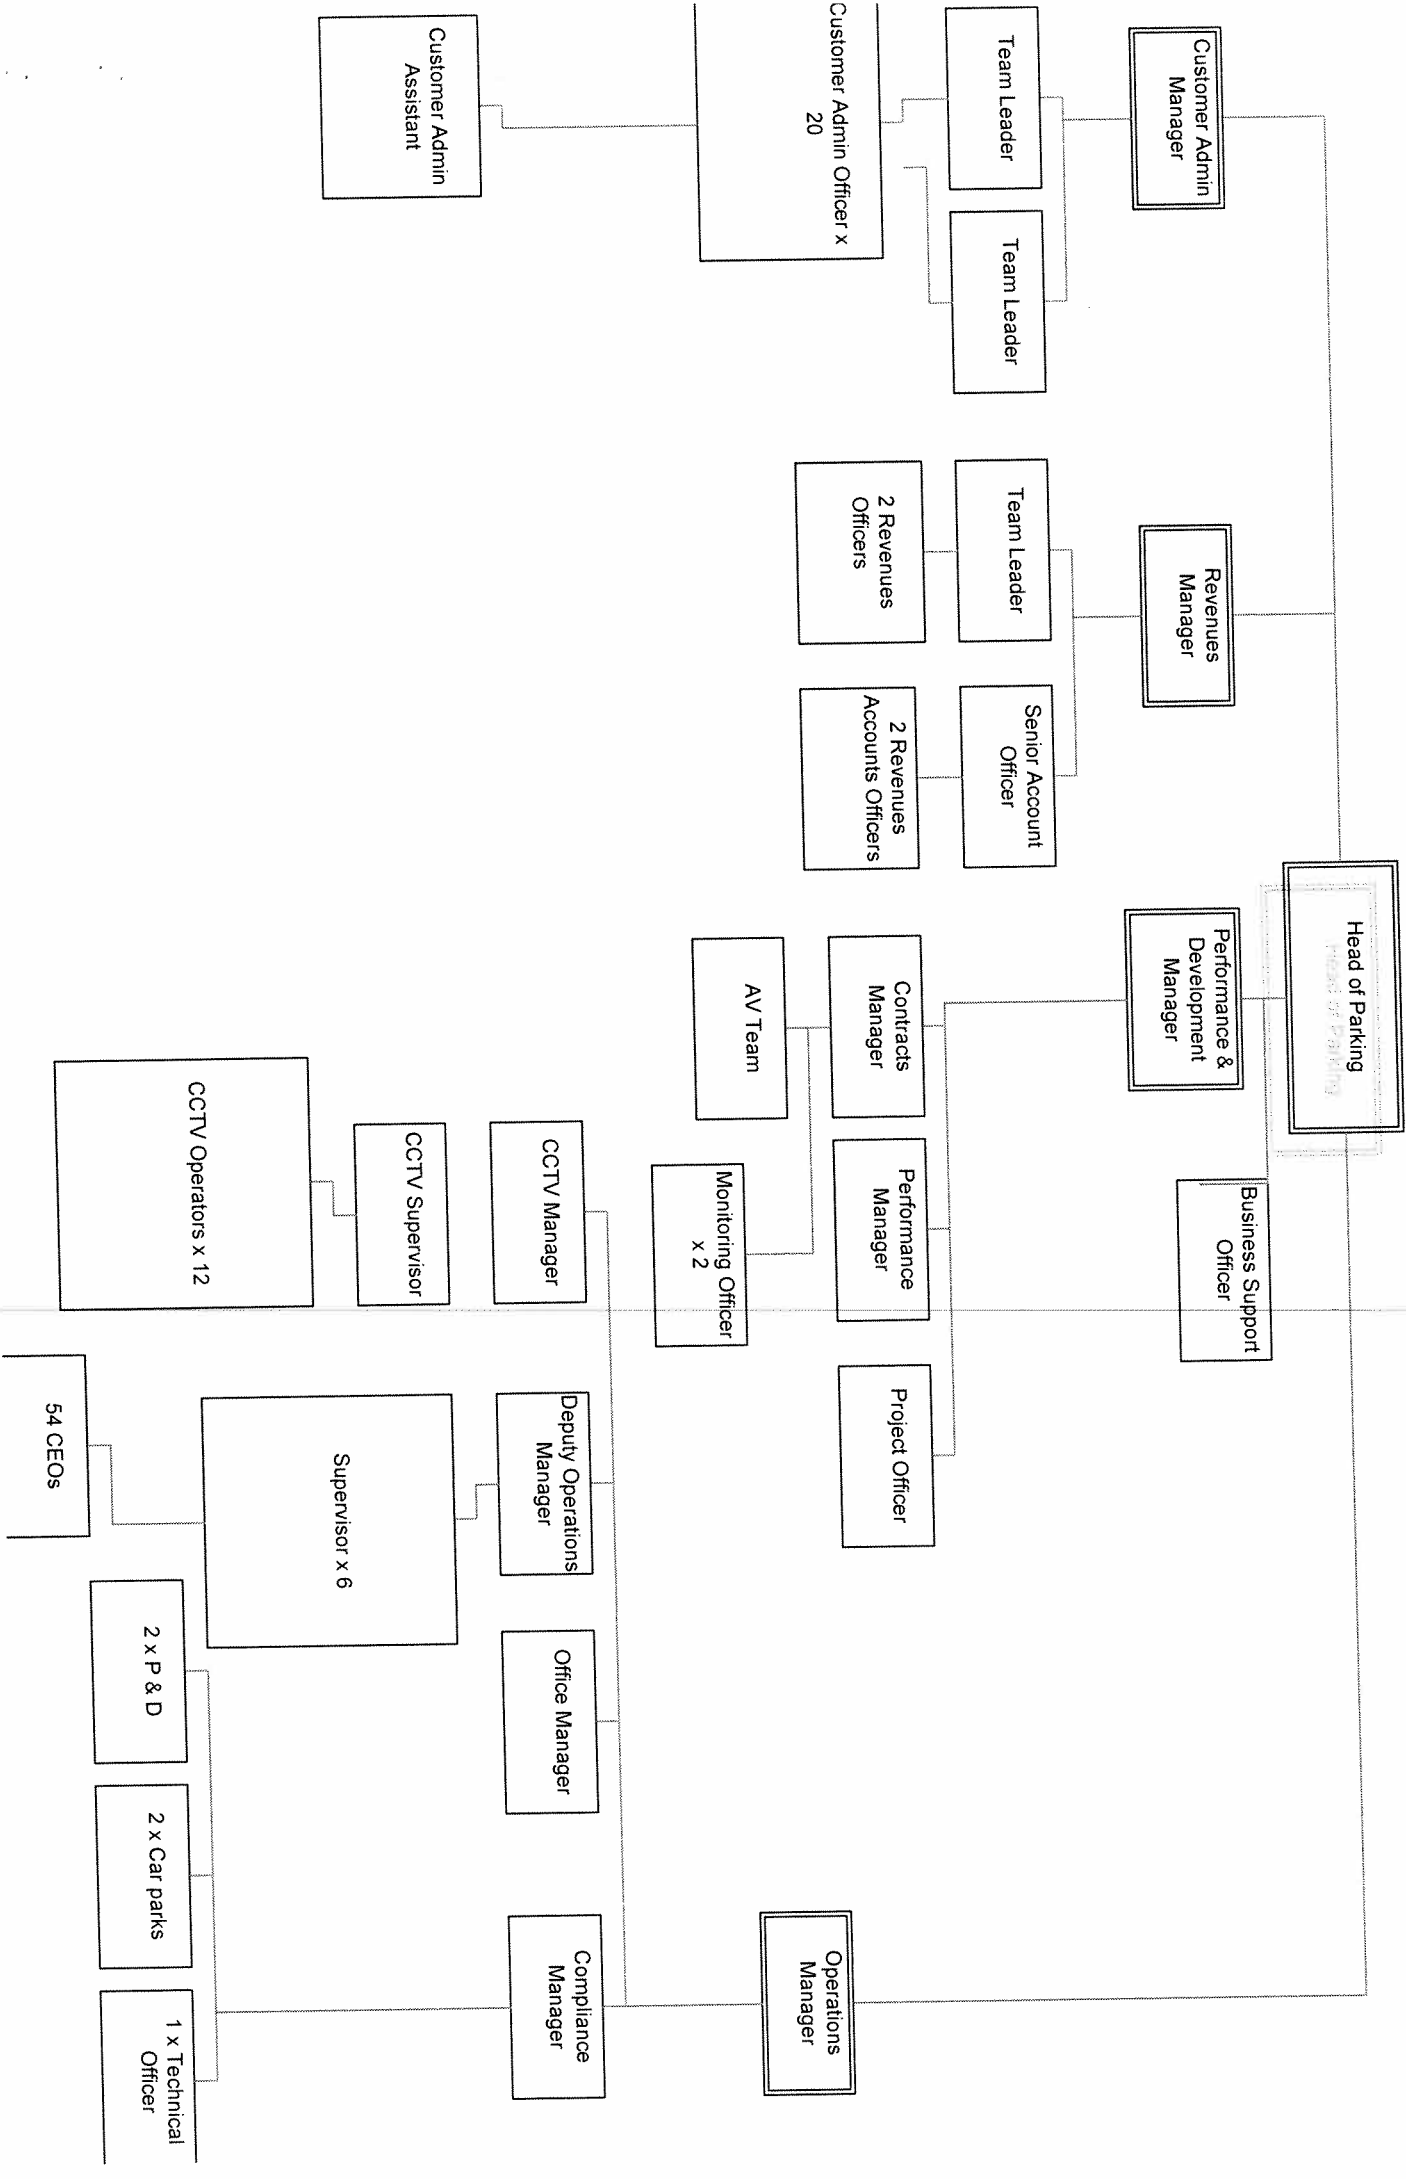 Head of Parking
Head of Parking
Business Support
Officer
Customer Admin
Manager
Revenues
Manager
Performance &
Development
Manager
Operations
Manager
Team Leader
Team Leader
Customer Admin Officer x
20
Customer Admin
Assistant
Team Leader
Senior Account
Officer
2 Revenues
Officers
2 Revenues
Accounts Officers
Contracts
Manager
Performance
Manager
Project Officer
AV Team
Monitoring Officer
x 2
CCTV Manager
Deputy Operations
Manager
Office Manager
Compliance
Manager
CCTV Supervisor
CCTV Operators x 12
Supervisor x 6
54 CEOs
2 x P & D
2 x Car parks
1 x Technical
Officer